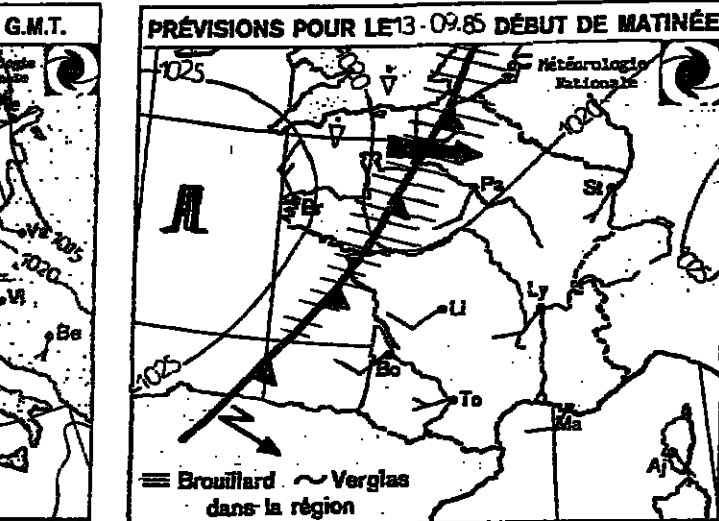 G.M.T.
PRÉVISIONS POUR LE 13-09-85 DÉBUT DE MATINÉE
Météorologie
Nationale
1025
1020
1015
1020
Vi
Be
Br
Pa
St
1025
Li
Ly
1025
Bo
To
Ma
Aj
Brouillard Verglas
dans la région